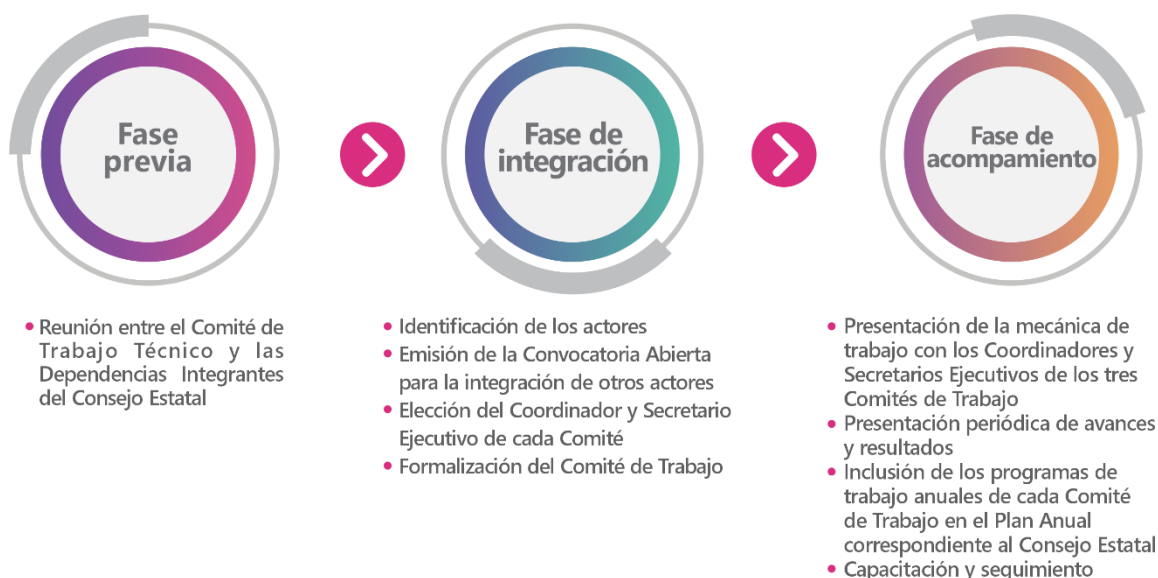 Fase
previa
Fase de
integración
Fase de
acompamiento
• Reunión entre el Comité de
Trabajo Técnico y las
Dependencias Integrantes
del Consejo Estatal
• Identificación de los actores
• Emisión de la Convocatoria Abierta
para la integración de otros actores
• Elección del Coordinador y Secretario
Ejecutivo de cada Comité
• Formalización del Comité de Trabajo
• Presentación de la mecánica de
trabajo con los Coordinadores y
Secretarios Ejecutivos de los tres
Comités de Trabajo
• Presentación periódica de avances
y resultados
• Inclusión de los programas de
trabajo anuales de cada Comité
de Trabajo en el Plan Anual
correspondiente al Consejo Estatal
• Capacitación y seguimiento